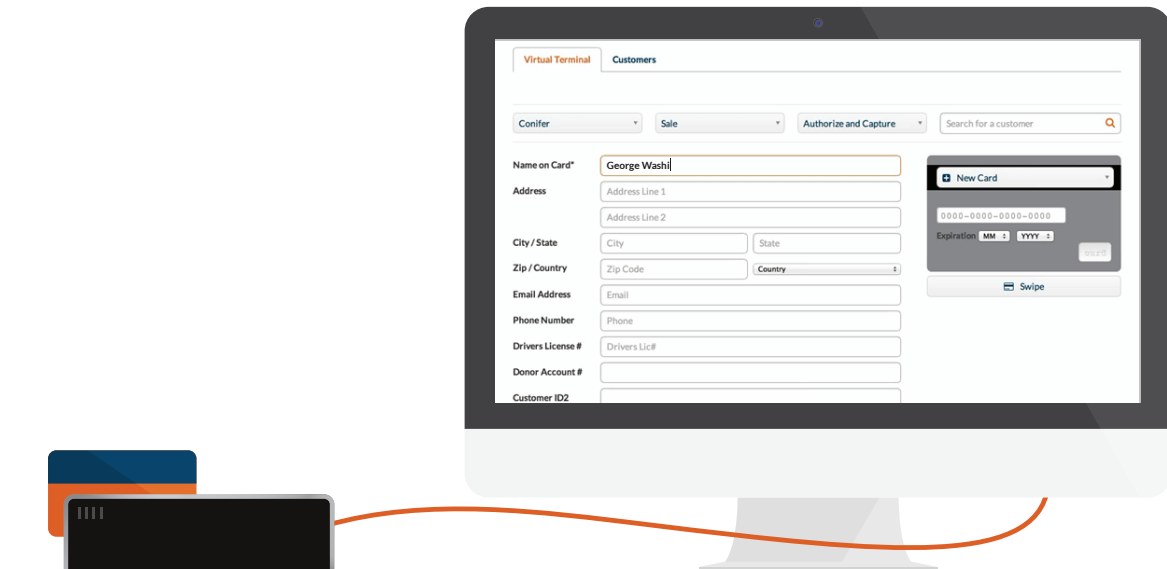 Virtual Terminal Customers
Conifer Sale Authorize and Capture Search for a customer
Name on Card* George Washi
Address Address Line 1
Address Line 2
City / State City State
Zip / Country Zip Code Country
Email Address Email
Phone Number Phone
Drivers License # Drivers Lic#
Donor Account #
Customer ID2
New Card
0000-0000-0000-0000
Expiration MM YYYY
Swipe